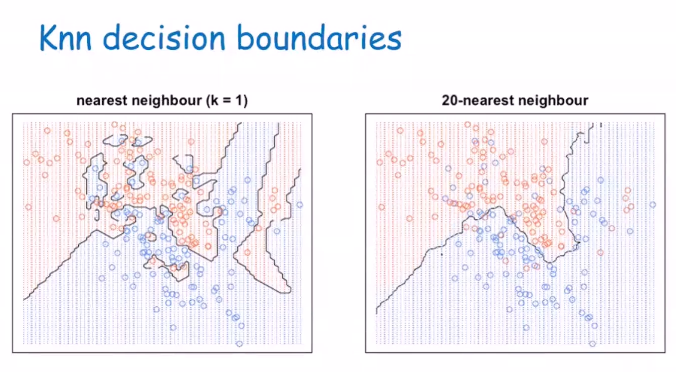 Knn decision boundaries
nearest neighbour (k = 1)
20-nearest neighbour